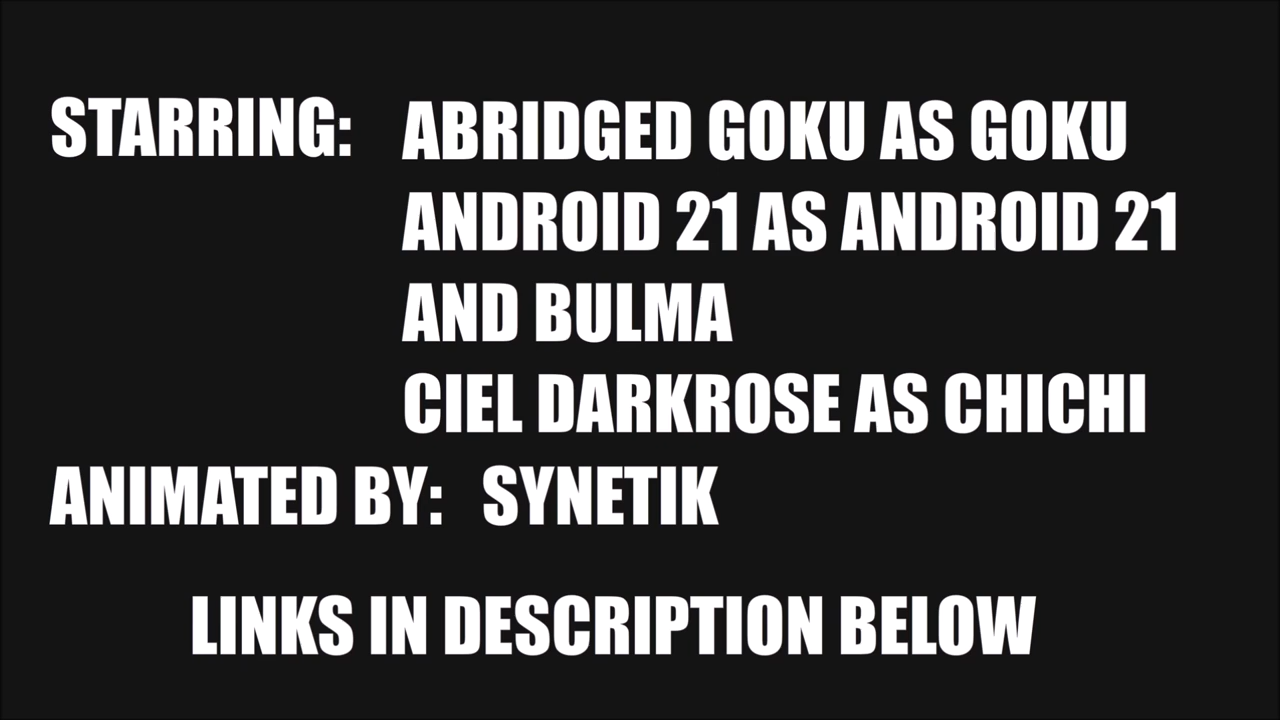 STARRING: ABRIDGED GOKU AS GOKU
ANDROID 21 AS ANDROID 21
AND BULMA
CIEL DARKROSE AS CHICHI
ANIMATED BY: SYNETIK
LINKS IN DESCRIPTION BELOW